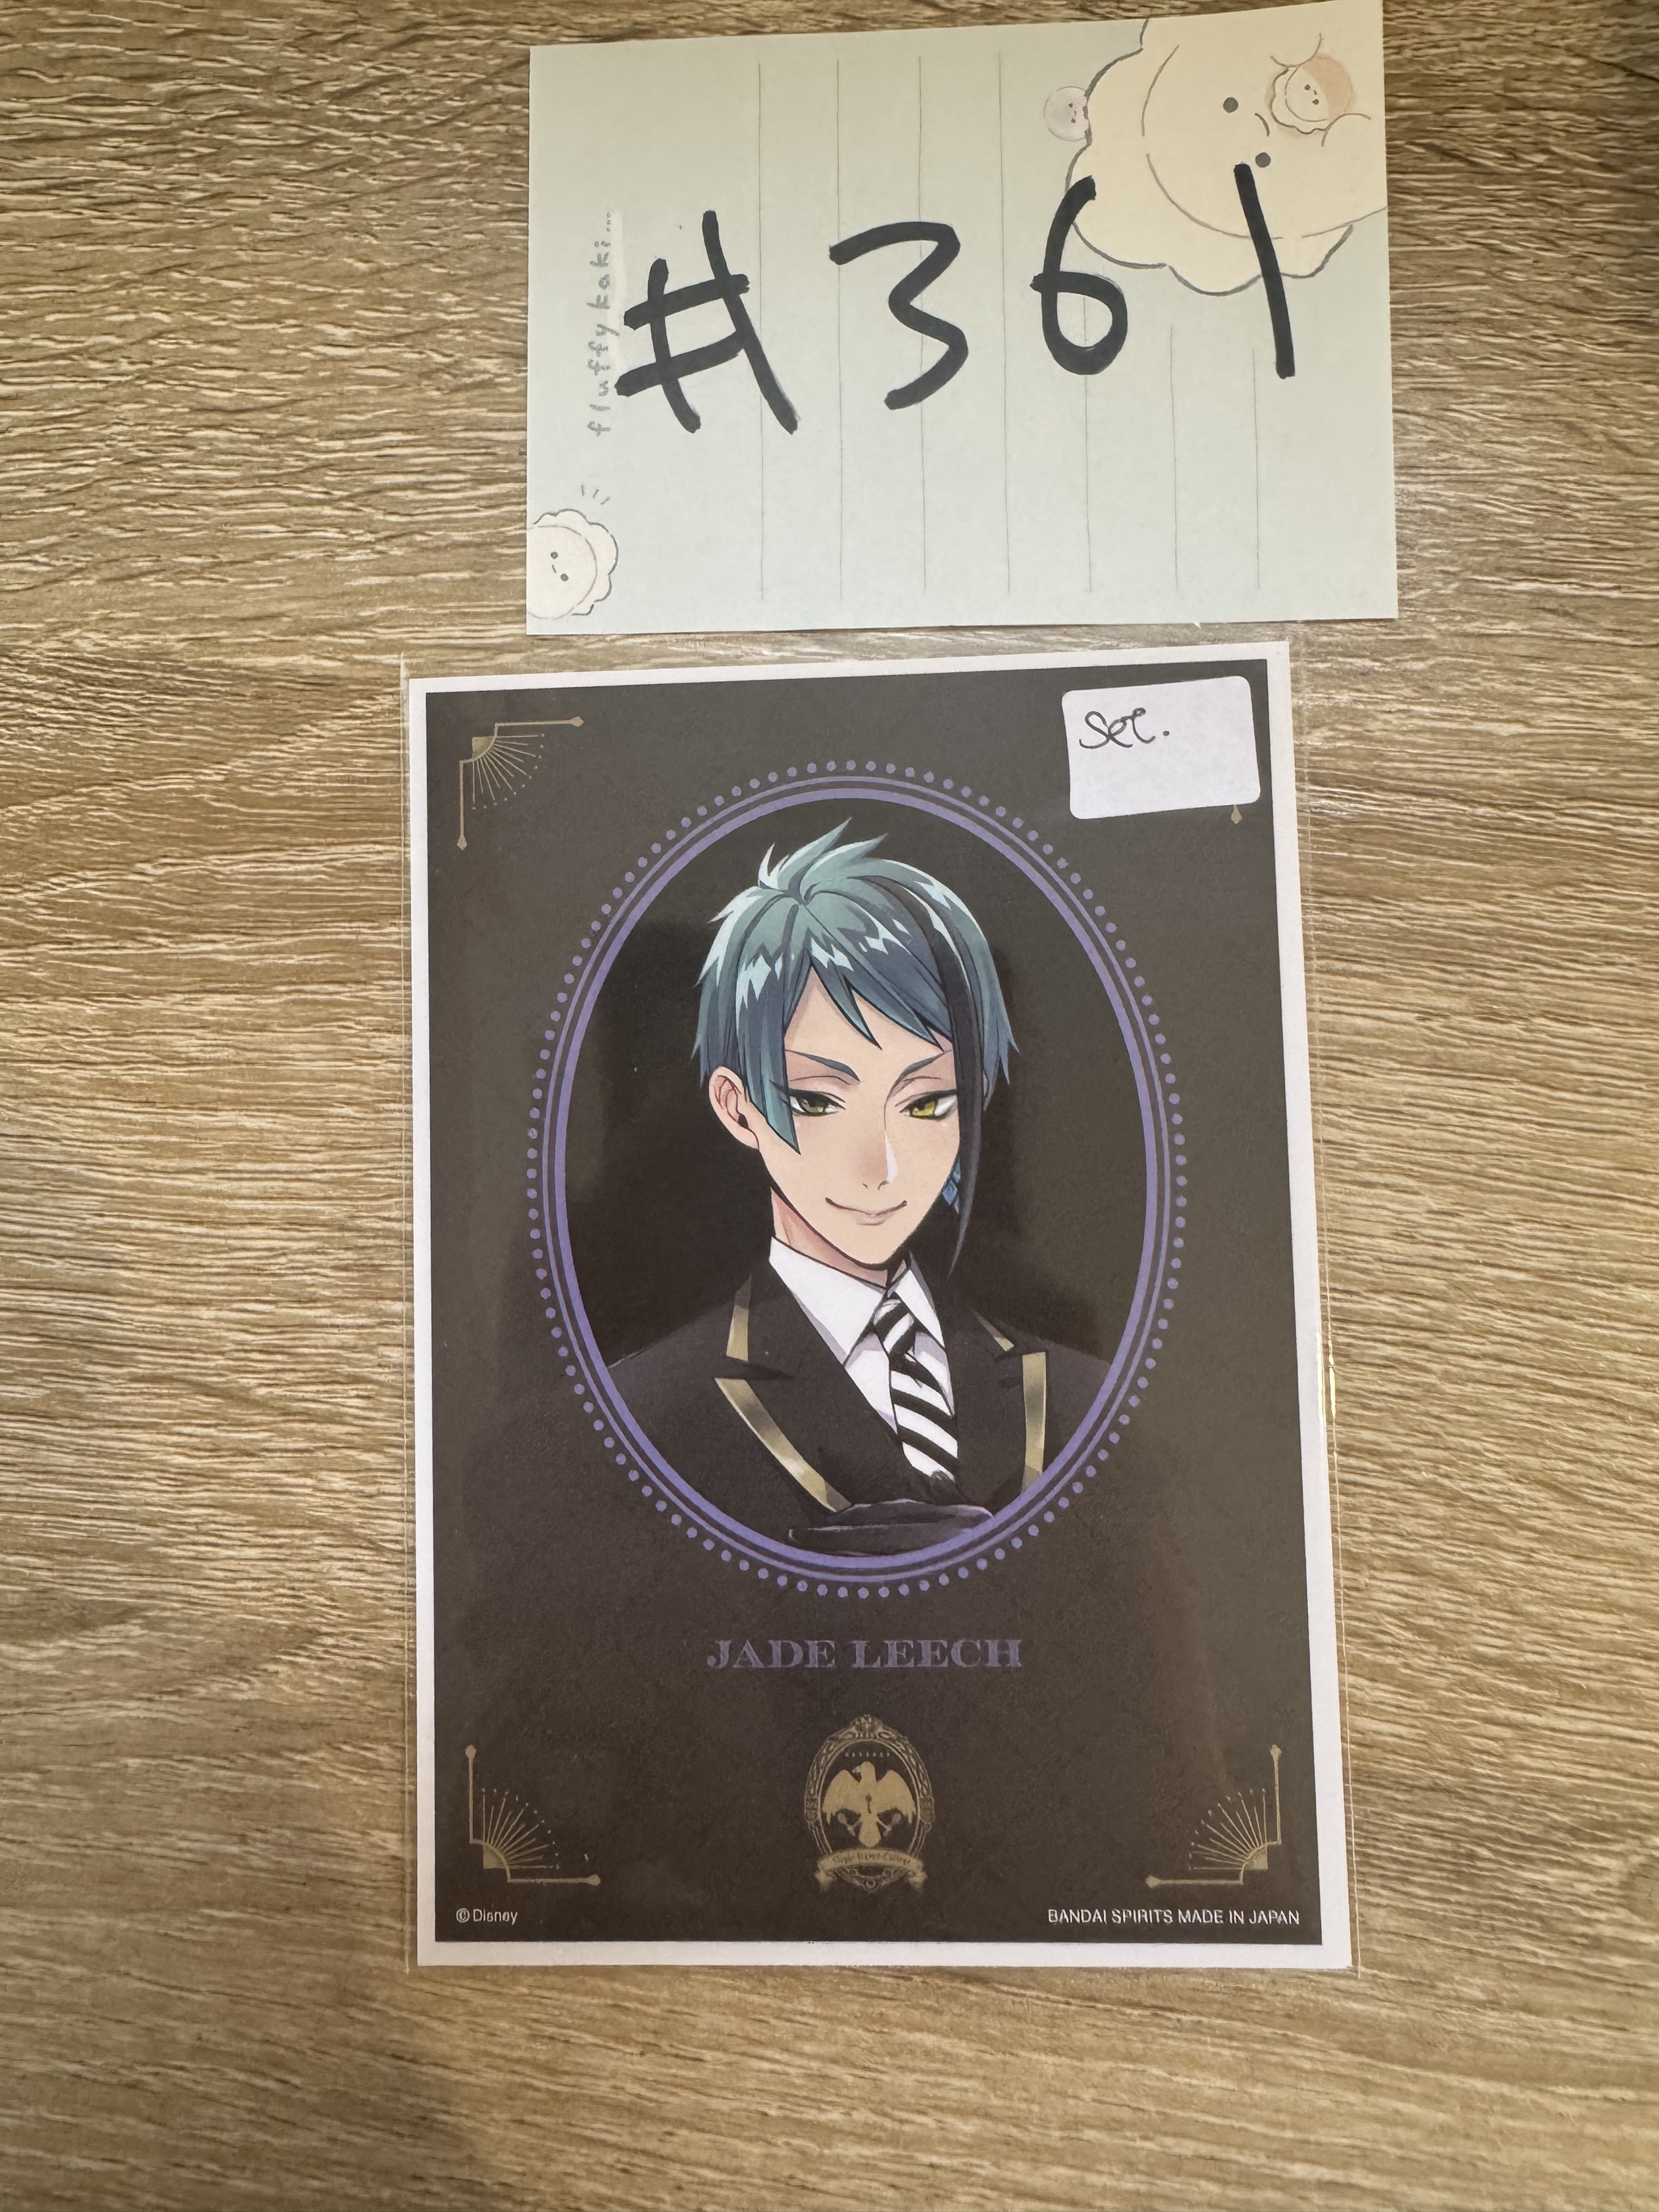 #361
fluffy kaki...
Set.
JADE LEECH
© Disney
BANDAI SPIRITS MADE IN JAPAN